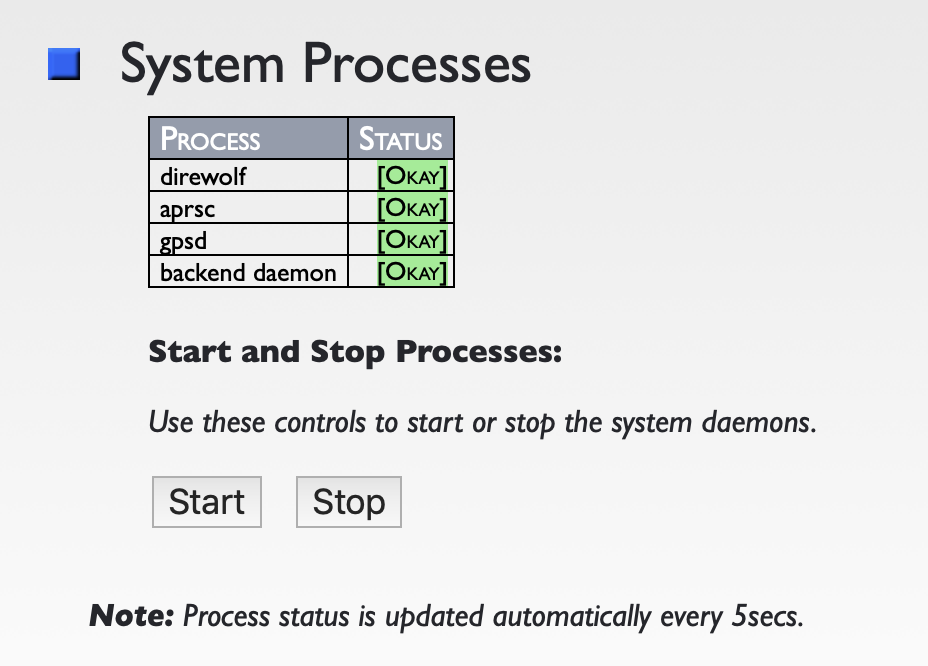 System Processes
Process Status
direwolf [Okay]
aprsc [Okay]
gpsd [Okay]
backend daemon [Okay]
Start and Stop Processes:
Use these controls to start or stop the system daemons.
Start Stop
Note: Process status is updated automatically every 5secs.